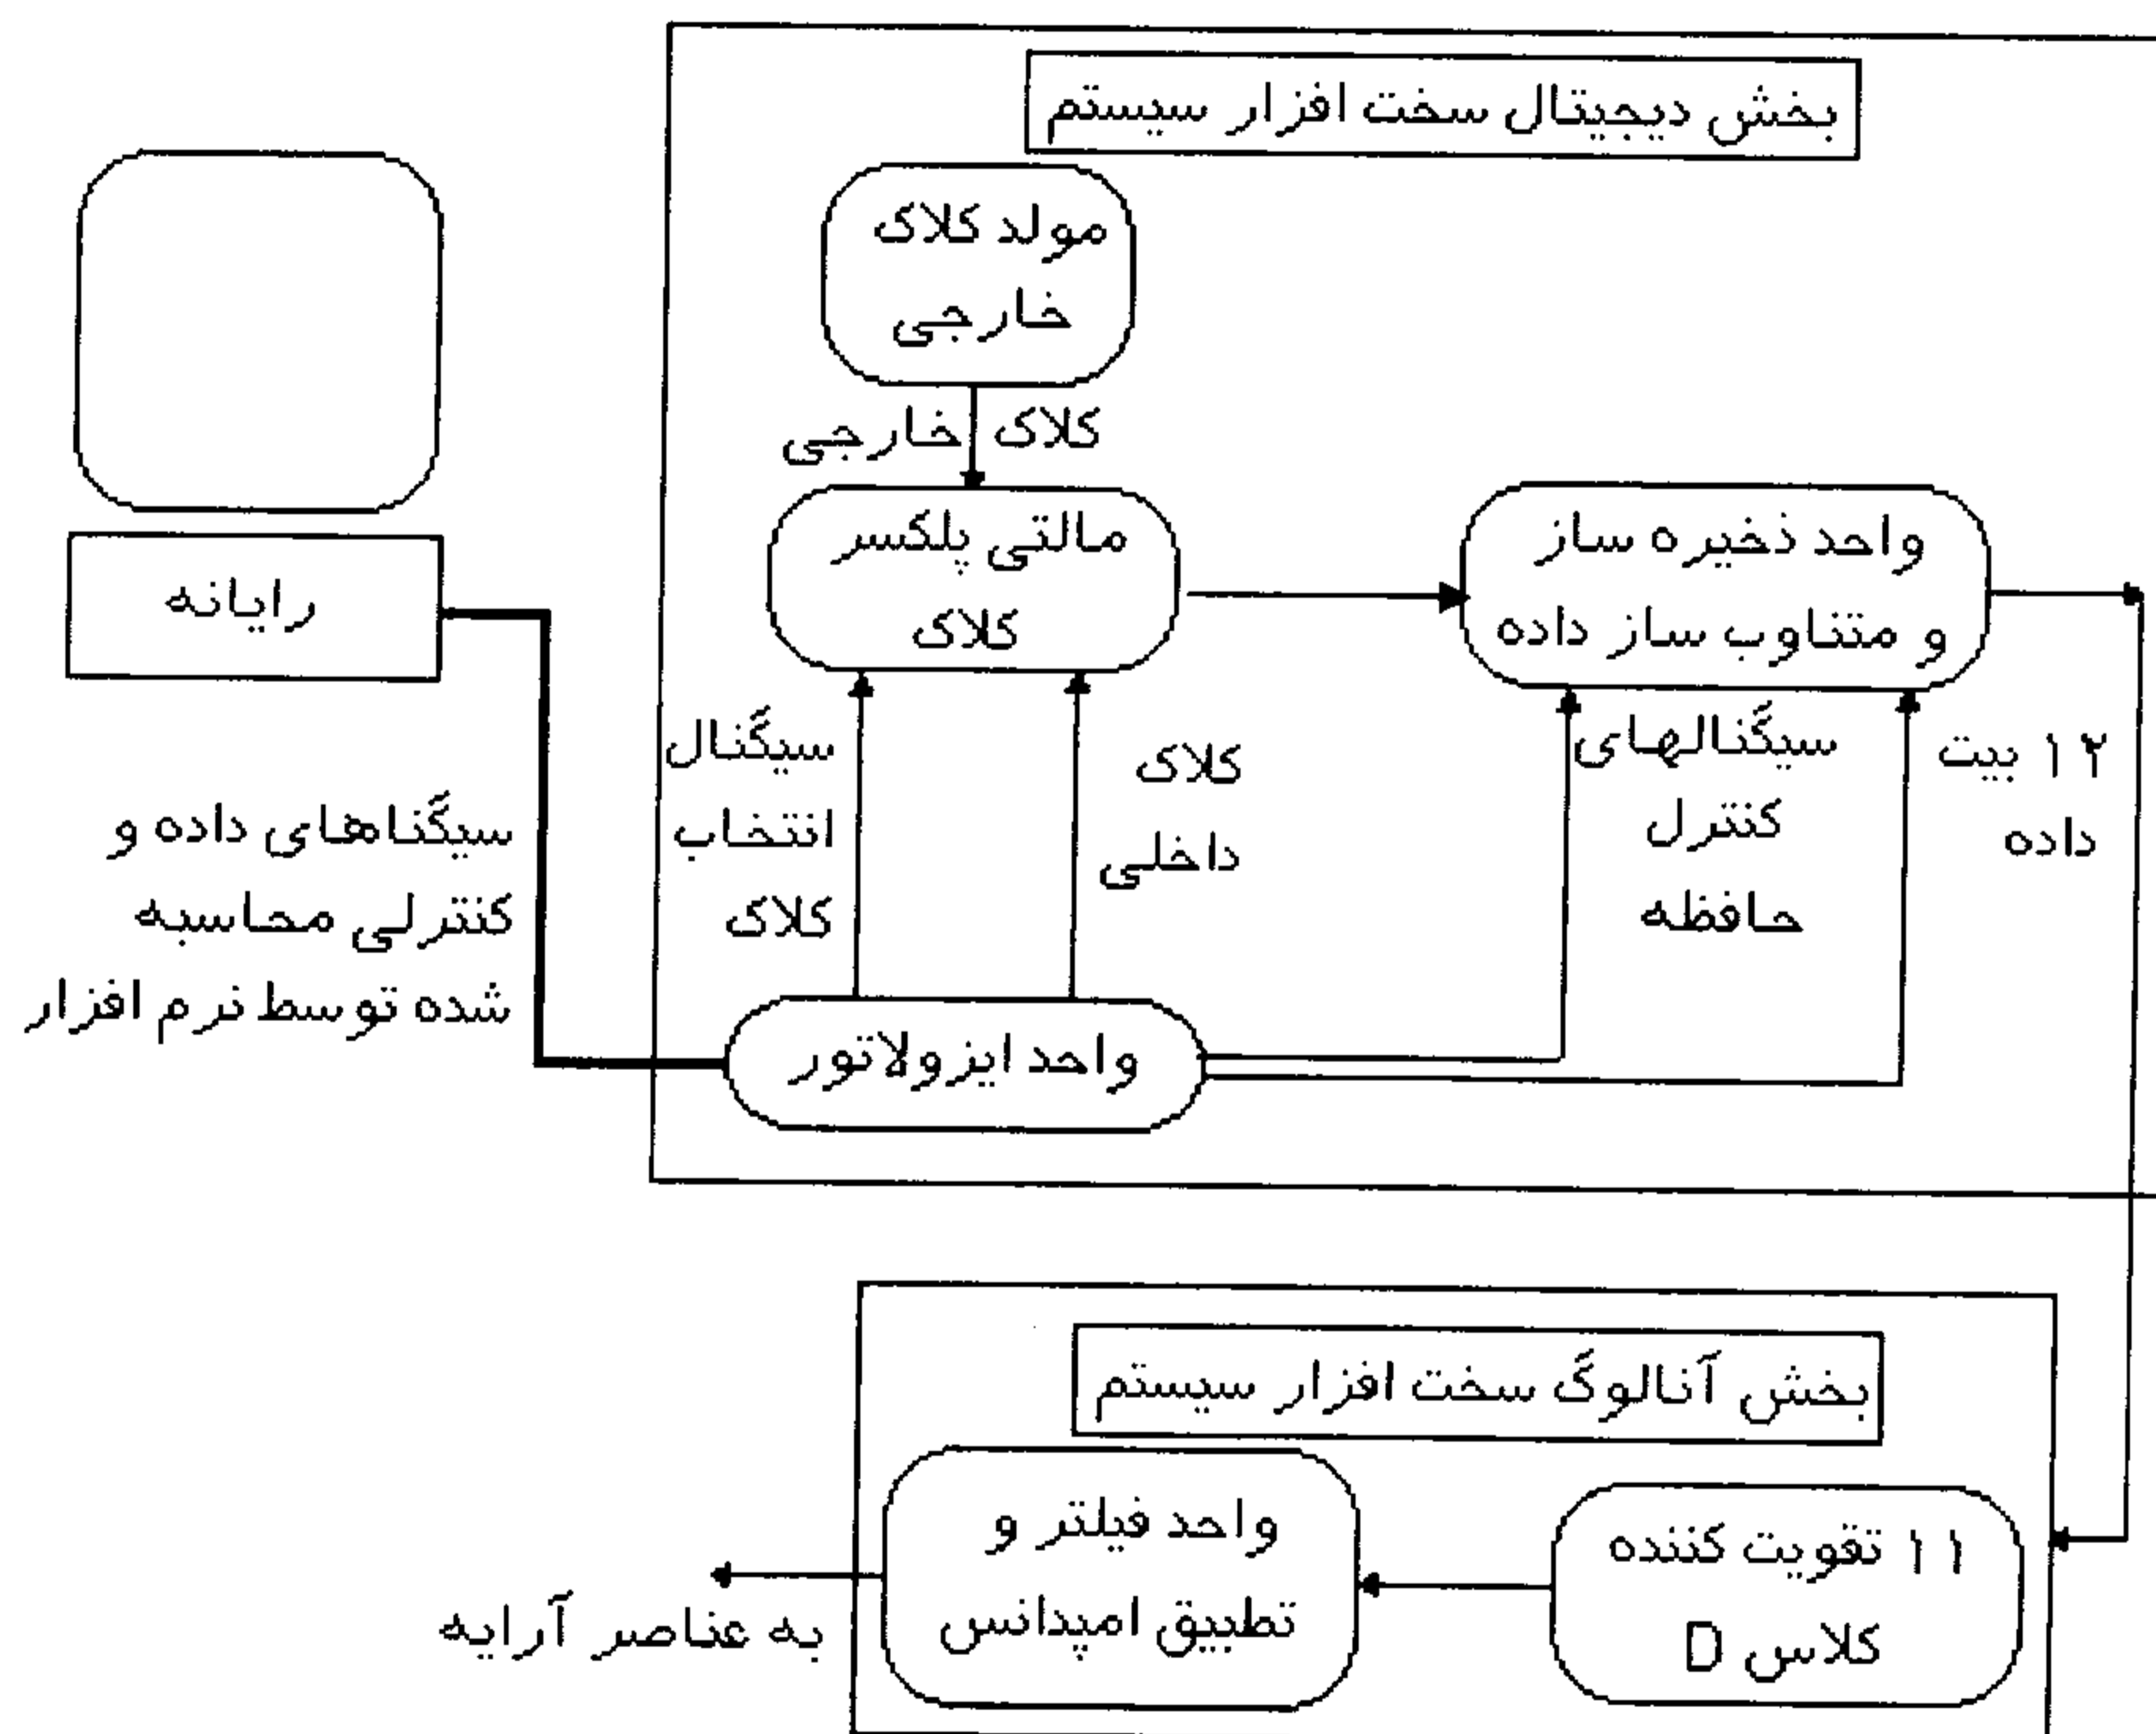 بخش دیجیتال سخت افزار سیستم
مولد کلاک
خارجی
کلاک خارجی
مالتی پلکسر
کلاک
واحد ذخیره ساز
و متناوب ساز داده
رایانه
سیگنال
انتخاب
کلاک
کلاک
داخلی
سیگنالهای
کنترل
حافظه
۱۲ بیت
داده
سیگناهای داده و
کنترلی محاسبه
شده توسط نرم افزار
واحد ایزولاتور
بخش آنالوگ سخت افزار سیستم
۱۱ تقویت کننده
کلاس D
واحد فیلتر و
تطبیق امپدانس
به عناصر آرایه